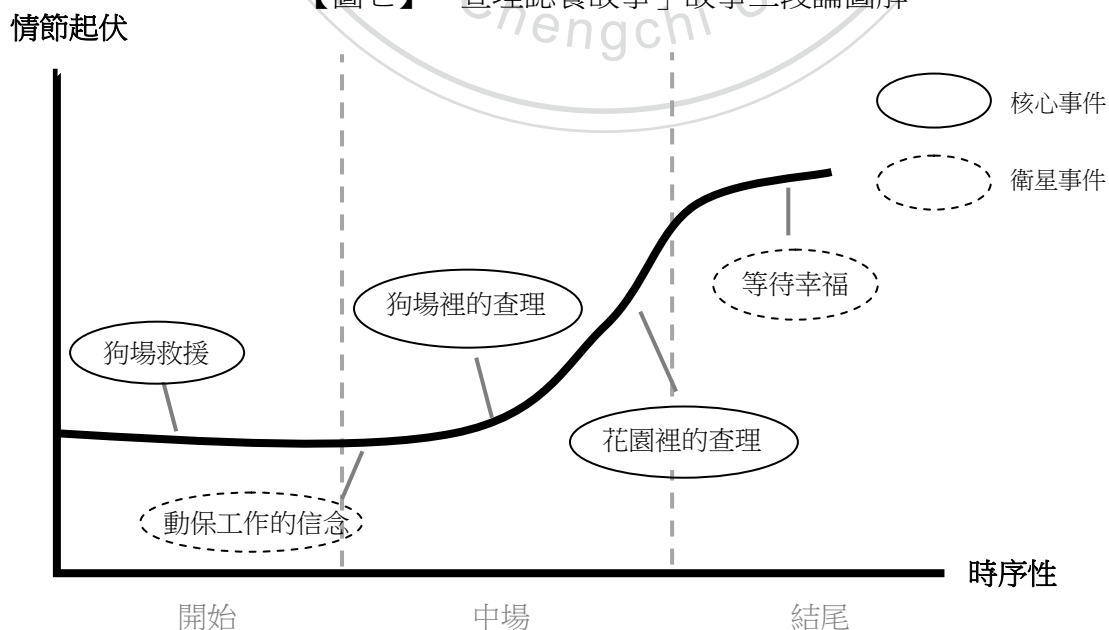 情節起伏
Chengchi U
核心事件
衛星事件
等待幸福
狗場裡的查理
狗場救援
花園裡的查理
動保工作的信念
時序性
開始
中場
結尾